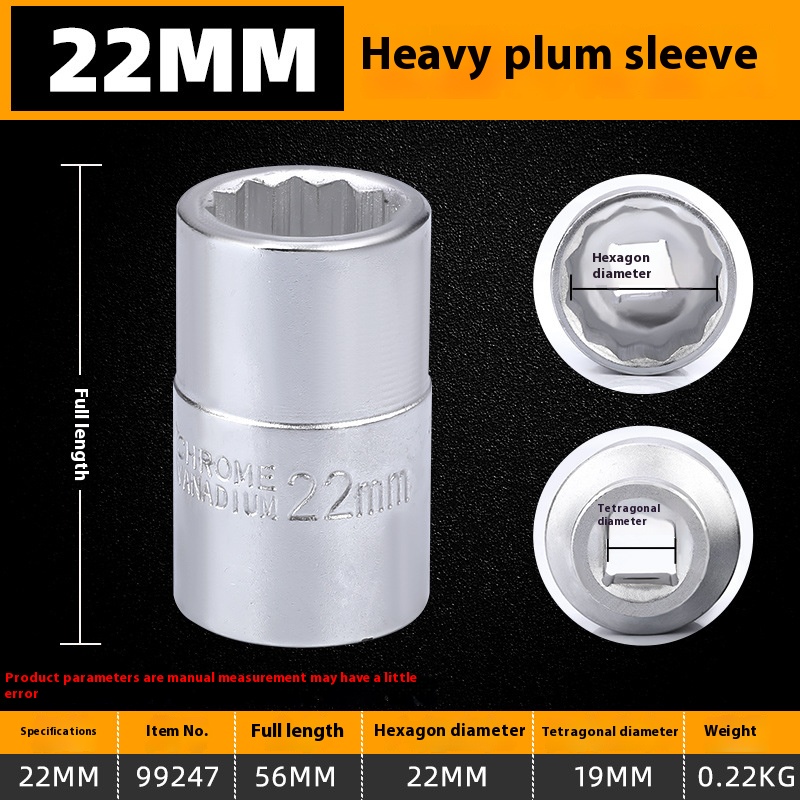 22MM
Heavy plum sleeve
Full length
CHROME
VANADIUM
22mm
Hexagon
diameter
Tetragonal
diameter
Product parameters are manual measurement may have a little
error
Specifications
Item No.
Full length
Hexagon diameter
Tetragonal diameter
Weight
22MM
99247
56MM
22MM
19MM
0.22KG